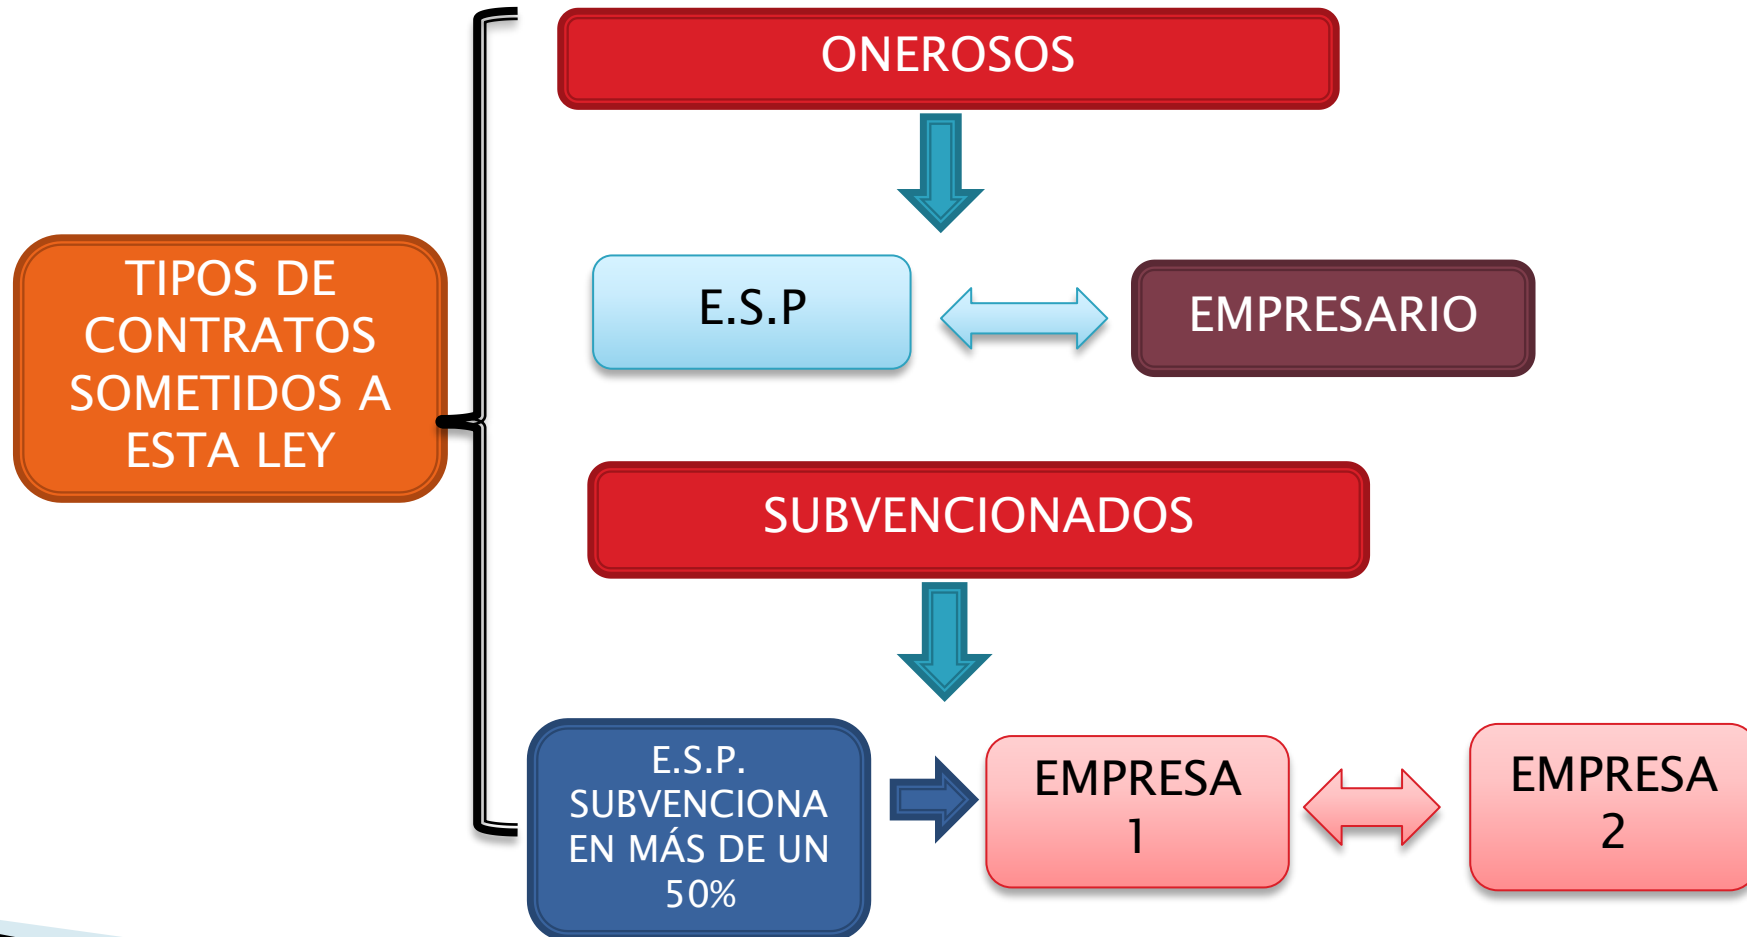 ONEROSOS
TIPOS DE
CONTRATOS
SOMETIDOS A
ESTA LEY
E.S.P
EMPRESARIO
SUBVENCIONADOS
E.S.P.
SUBVENCIONA
EN MÁS DE UN
50%
EMPRESA
1
EMPRESA
2